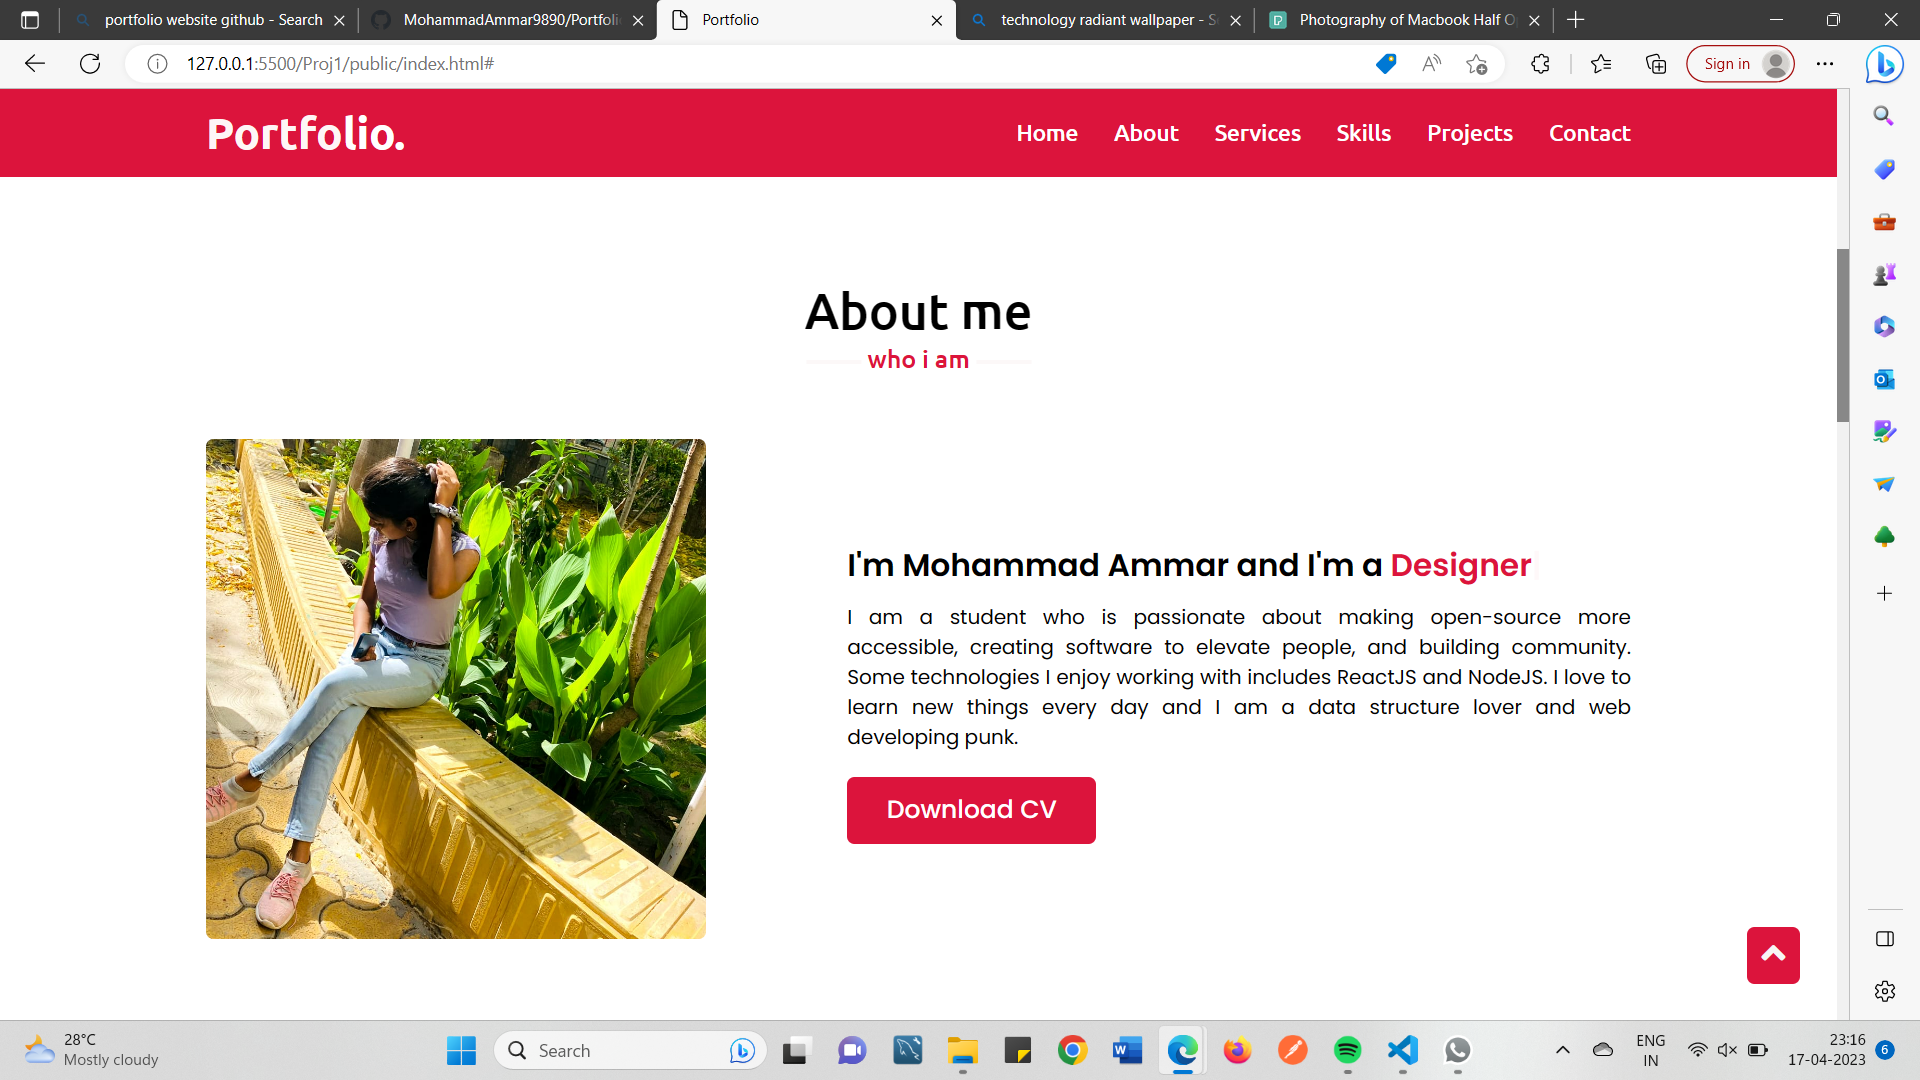 portfolio website github - Search
MohammadAmmar9890/Portfoli
Portfolio
technology radiant wallpaper - S
Photography of Macbook Half O
127.0.0.1:5500/Proj1/public/index.html#
Sign in
Portfolio.
Home About Services Skills Projects Contact
About me
who i am
I'm Mohammad Ammar and I'm a Designer
I am a student who is passionate about making open-source more
accessible, creating software to elevate people, and building community.
Some technologies I enjoy working with includes ReactJS and NodeJS. I love to
learn new things every day and I am a data structure lover and web
developing punk.
Download CV
28°C
Mostly cloudy
Search
ENG
IN
23:16
17-04-2023
6